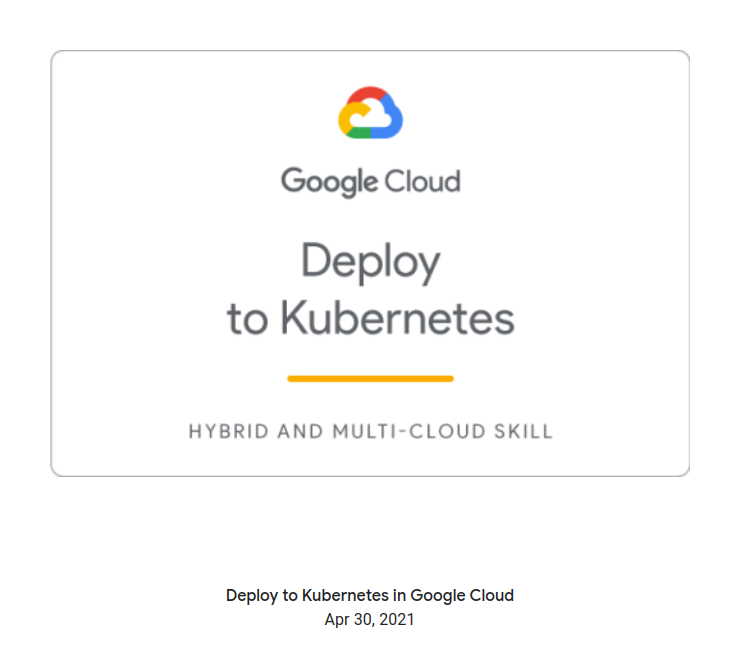 Google Cloud
Deploy
to Kubernetes
HYBRID AND MULTI-CLOUD SKILL
Deploy to Kubernetes in Google Cloud
Apr 30, 2021